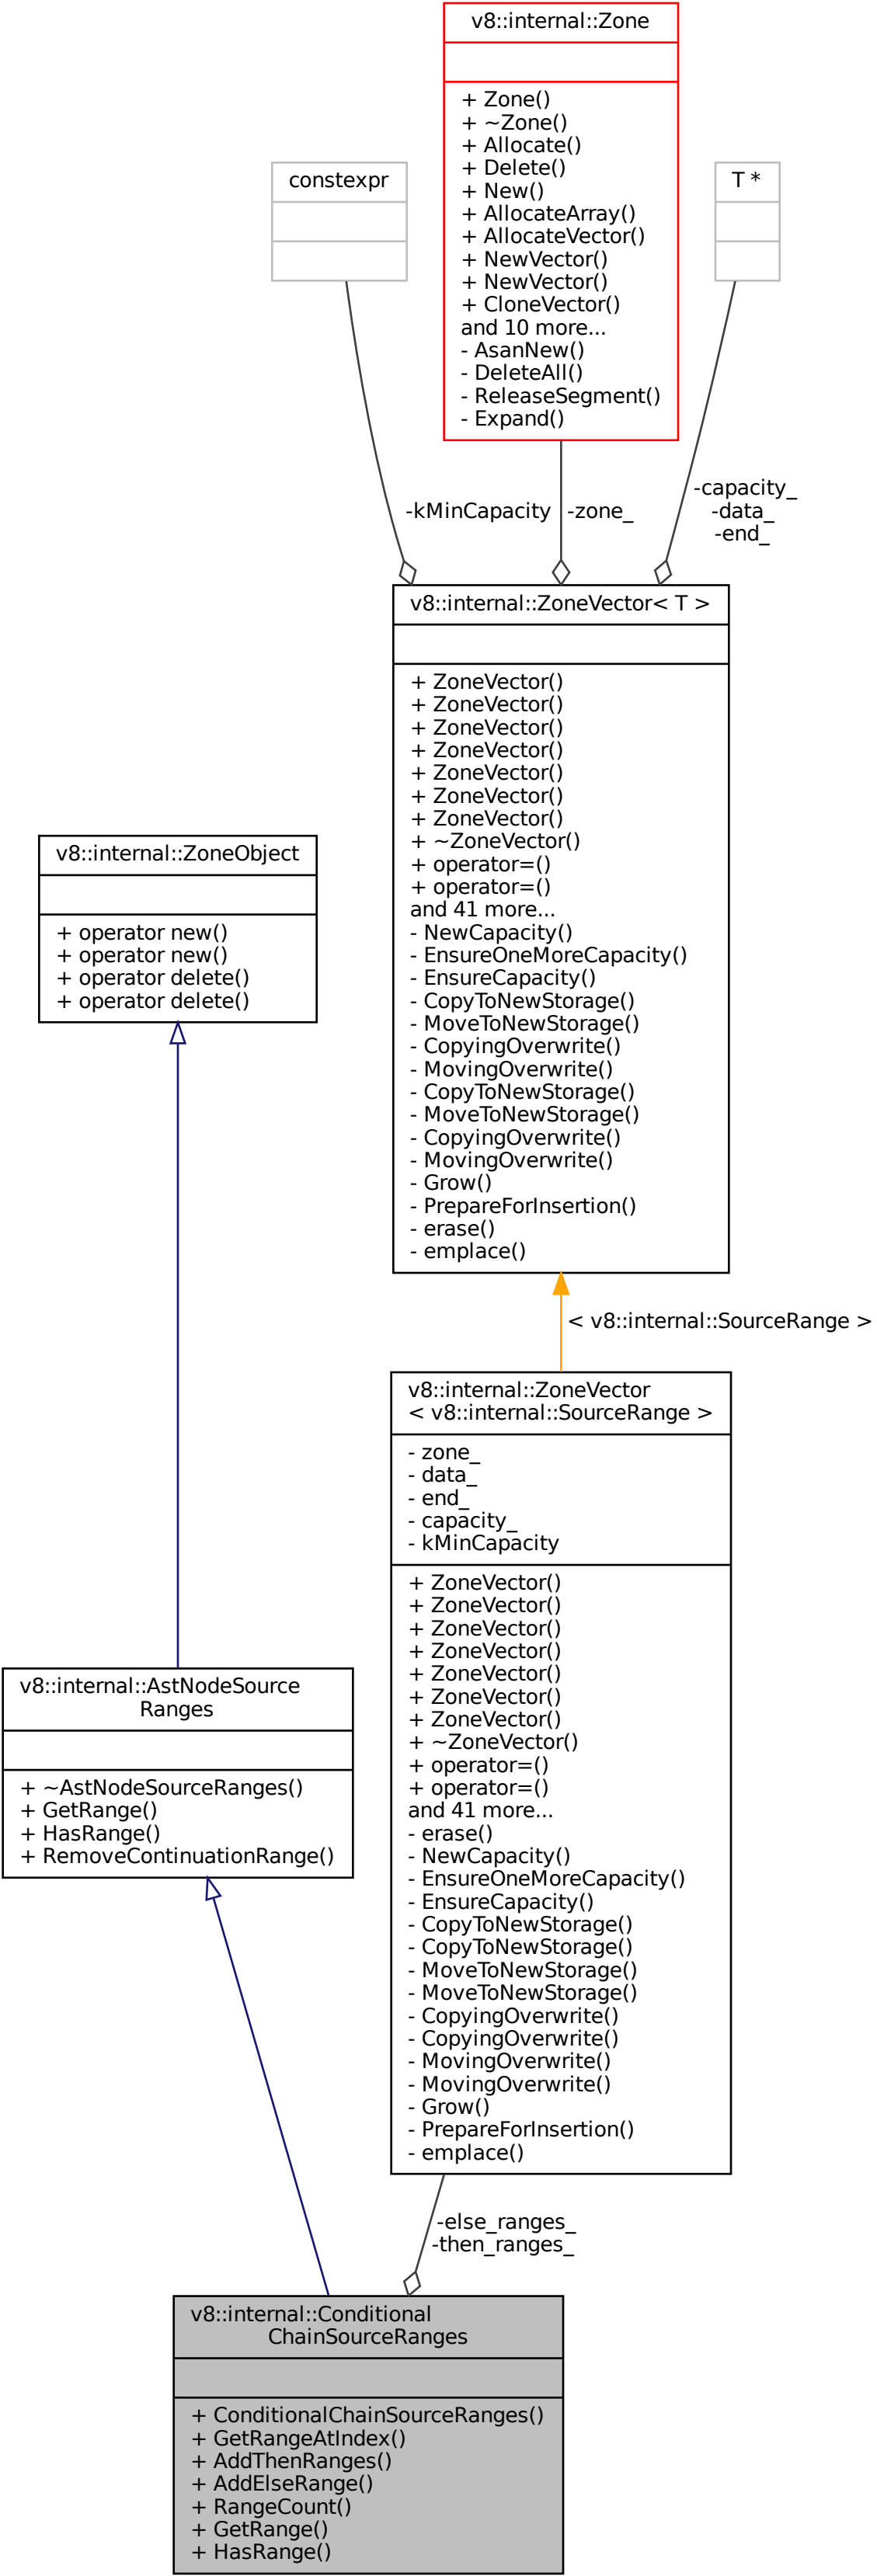 v8::internal::Zone
+ Zone()
+ ~Zone()
+ Allocate()
+ Delete()
+ New()
+ AllocateArray()
+ AllocateVector()
+ NewVector()
+ NewVector()
+ CloneVector()
and 10 more...
- AsanNew()
- DeleteAll()
- ReleaseSegment()
- Expand()
constexpr
T *
-kMinCapacity
-zone_
-capacity_
-data_
-end_
v8::internal::ZoneVector< T >
+ ZoneVector()
+ ZoneVector()
+ ZoneVector()
+ ZoneVector()
+ ZoneVector()
+ ZoneVector()
+ ZoneVector()
+ ~ZoneVector()
+ operator=()
+ operator=()
and 41 more...
- NewCapacity()
- EnsureOneMoreCapacity()
- EnsureCapacity()
- CopyToNewStorage()
- MoveToNewStorage()
- CopyingOverwrite()
- MovingOverwrite()
- CopyToNewStorage()
- MoveToNewStorage()
- CopyingOverwrite()
- MovingOverwrite()
- Grow()
- PrepareForInsertion()
- erase()
- emplace()
v8::internal::ZoneObject
+ operator new()
+ operator new()
+ operator delete()
+ operator delete()
< v8::internal::SourceRange >
v8::internal::ZoneVector
< v8::internal::SourceRange >
- zone_
- data_
- end_
- capacity_
- kMinCapacity
+ ZoneVector()
+ ZoneVector()
+ ZoneVector()
+ ZoneVector()
+ ZoneVector()
+ ZoneVector()
+ ZoneVector()
+ ~ZoneVector()
+ operator=()
+ operator=()
and 41 more...
- erase()
- NewCapacity()
- EnsureOneMoreCapacity()
- EnsureCapacity()
- CopyToNewStorage()
- CopyToNewStorage()
- MoveToNewStorage()
- MoveToNewStorage()
- CopyingOverwrite()
- CopyingOverwrite()
- MovingOverwrite()
- MovingOverwrite()
- Grow()
- PrepareForInsertion()
- emplace()
v8::internal::AstNodeSource
Ranges
+ ~AstNodeSourceRanges()
+ GetRange()
+ HasRange()
+ RemoveContinuationRange()
-else_ranges_
-then_ranges_
v8::internal::Conditional
ChainSourceRanges
+ ConditionalChainSourceRanges()
+ GetRangeAtIndex()
+ AddThenRanges()
+ AddElseRange()
+ RangeCount()
+ GetRange()
+ HasRange()